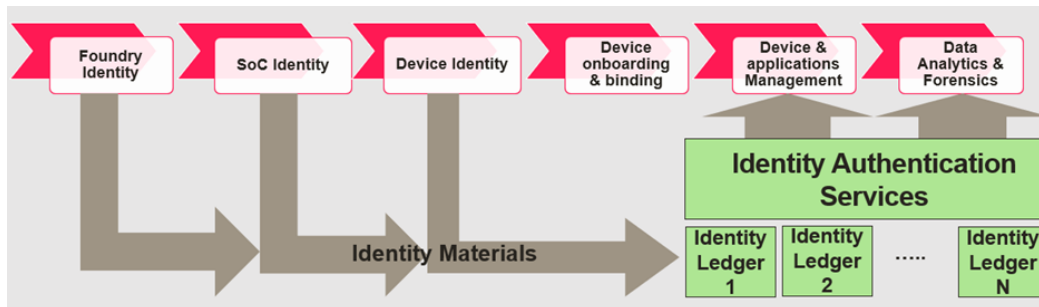 Foundry
Identity
SoC Identity
Device Identity
Device
onboarding
& binding
Device &
applications
Management
Data
Analytics &
Forensics
Identity Authentication
Services
Identity Materials
Identity
Ledger
1
Identity
Ledger
2
.....
Identity
Ledger
N